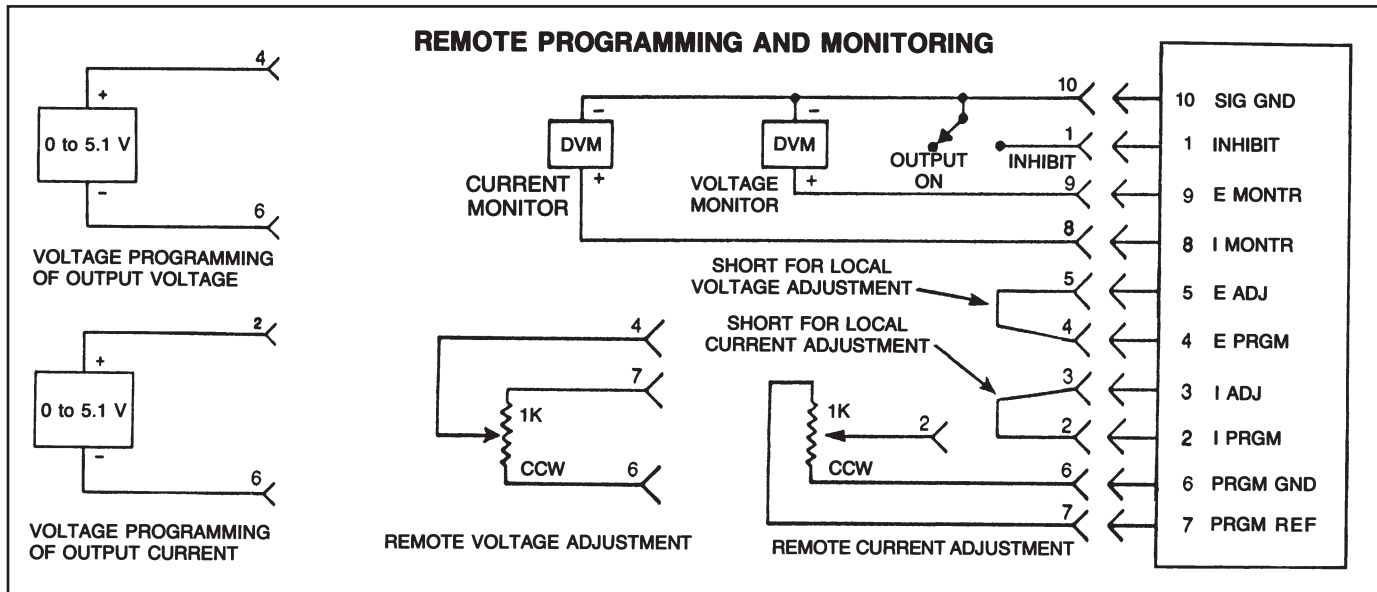 REMOTE PROGRAMMING AND MONITORING
4
+
0 to 5.1 V
–
6
VOLTAGE PROGRAMMING
OF OUTPUT VOLTAGE
2
+
0 to 5.1 V
–
6
VOLTAGE PROGRAMMING
OF OUTPUT CURRENT
–
DVM
+
CURRENT
MONITOR
–
DVM
+
VOLTAGE
MONITOR
OUTPUT
ON
INHIBIT
10
1
9
8
SHORT FOR LOCAL
VOLTAGE ADJUSTMENT
5
4
SHORT FOR LOCAL
CURRENT ADJUSTMENT
3
2
6
7
4
7
1K
CCW
6
REMOTE VOLTAGE ADJUSTMENT
1K
2
CCW
REMOTE CURRENT ADJUSTMENT
10 SIG GND
1 INHIBIT
9 E MONTR
8 I MONTR
5 E ADJ
4 E PRGM
3 I ADJ
2 I PRGM
6 PRGM GND
7 PRGM REF